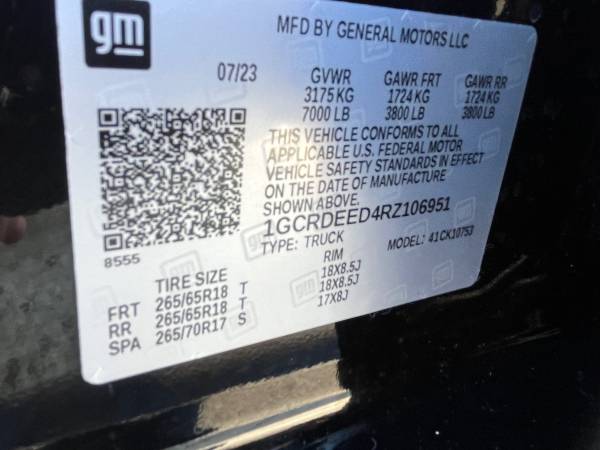 gm
MFD BY GENERAL MOTORS LLC
07/23 GVWR GAWR FRT GAWR RR
3175 KG 1724 KG 1724 KG
7000 LB 3800 LB 3800 LB
THIS VEHICLE CONFORMS TO ALL
APPLICABLE U.S. FEDERAL MOTOR
VEHICLE SAFETY STANDARDS IN EFFECT
ON THE DATE OF MANUFACTURE
SHOWN ABOVE.
1GCRDEED4RZ106951
TYPE: TRUCK MODEL: 41CK10753
8555
TIRE SIZE RIM
FRT 265/65R18 T 18X8.5J
RR 265/65R18 T 18X8.5J
SPA 265/70R17 S 17X8J